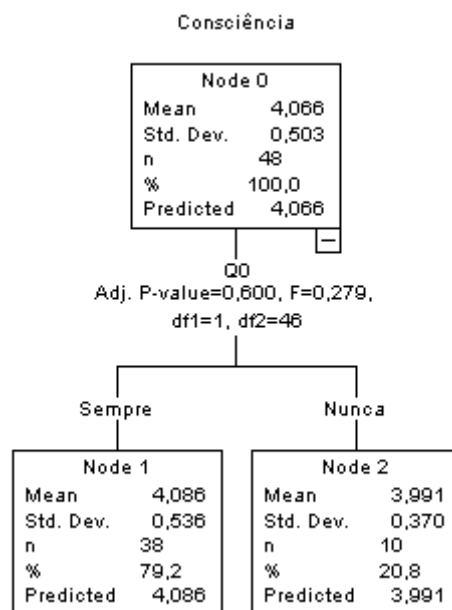 Consciência
Node 0
Mean 4,066
Std. Dev. 0,503
n 48
% 100,0
Predicted 4,066
Q0
Adj. P-value=0,600, F=0,279,
df1=1, df2=46
Sempre Nunca
Node 1
Mean 4,086
Std. Dev. 0,536
n 38
% 79,2
Predicted 4,086
Node 2
Mean 3,991
Std. Dev. 0,370
n 10
% 20,8
Predicted 3,991